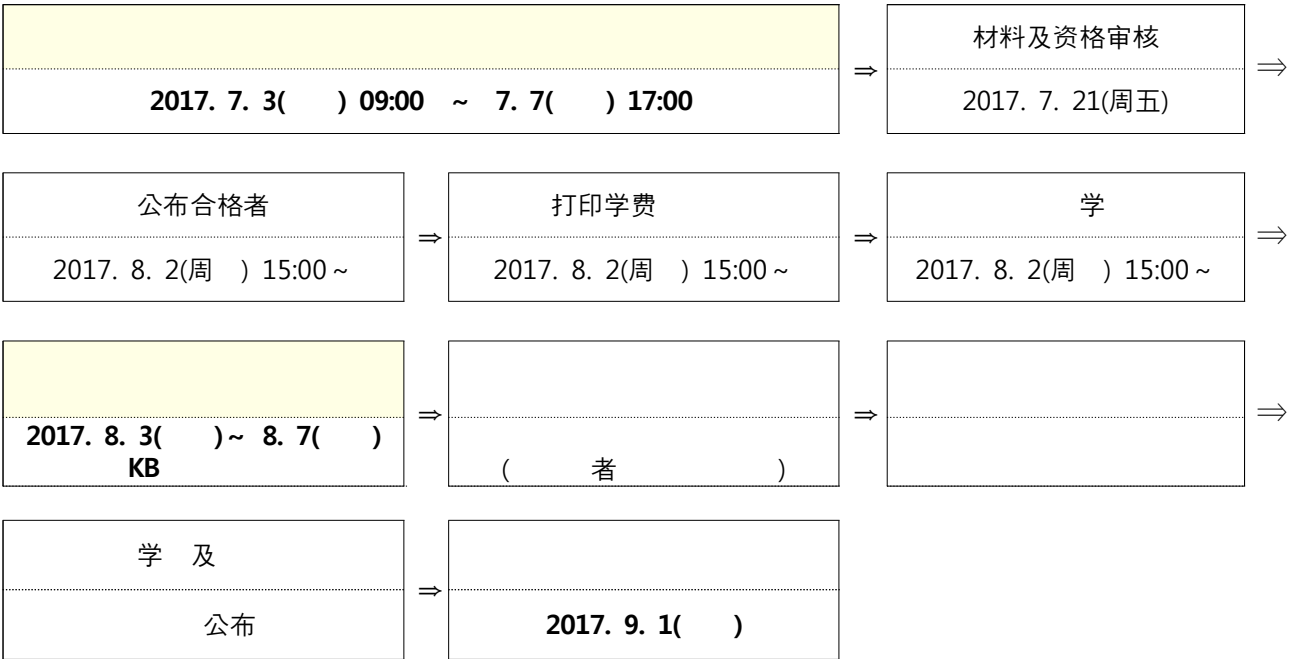 材料及资格审核
⇒ ⇒
2017. 7. 3( ) 09:00 ~ 7. 7( ) 17:00
2017. 7. 21(周五)
公布合格者
打印学费
学
⇒ ⇒ ⇒
2017. 8. 2(周 ) 15:00~
2017. 8. 2(周 ) 15:00~
2017. 8. 2(周 ) 15:00~
⇒ ⇒ ⇒
2017. 8. 3( )~ 8. 7( )
KB
( 者 )
学 及
⇒
公布
2017. 9. 1( )